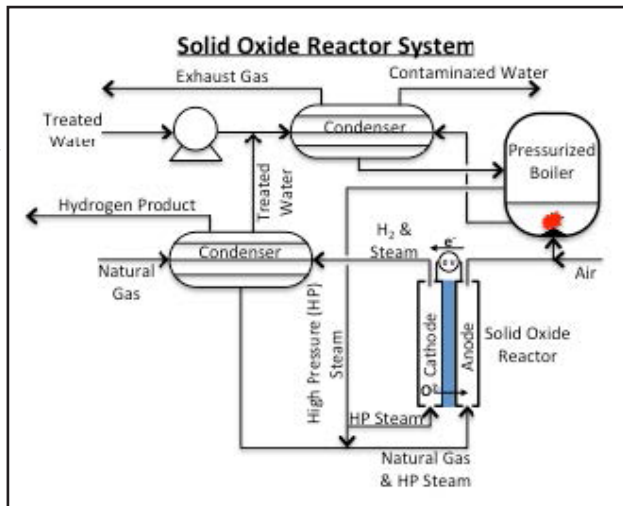 Solid Oxide Reactor System
Exhaust Gas
Contaminated Water
Treated
Water
Condenser
Pressurized
Boiler
Hydrogen Product
Treated
Water
H₂ &
Steam
e⁻
Condenser
Natural
Gas
Air
High Pressure (HP)
Steam
Cathode
Anode
Solid Oxide
Reactor
HP Steam
Natural Gas
& HP Steam